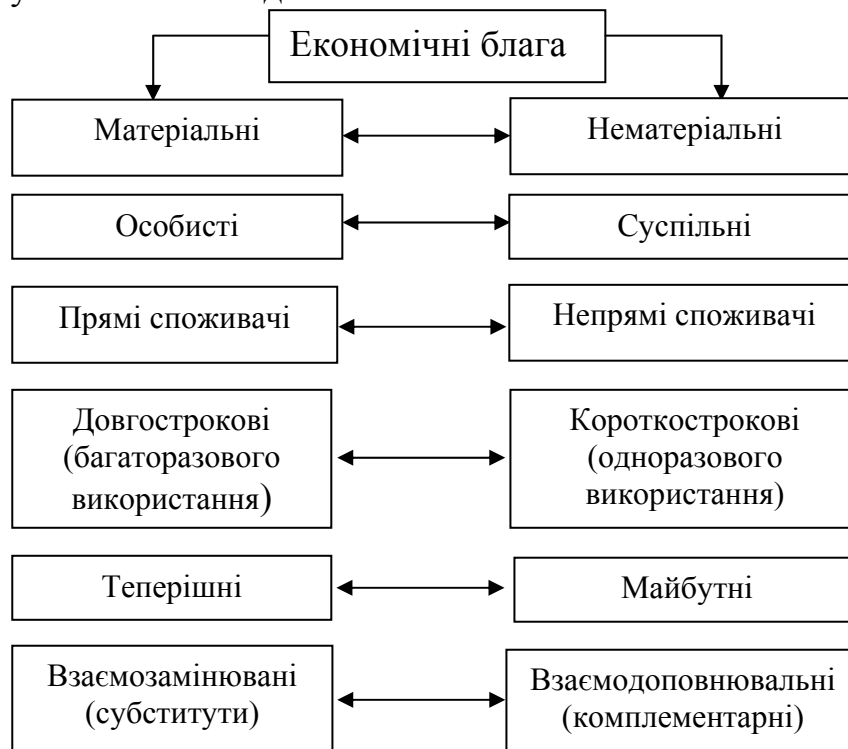 Економічні блага
Матеріальні
Нематеріальні
Особисті
Суспільні
Прямі споживачі
Непрямі споживачі
Довгострокові
(багаторазового
використання)
Короткострокові
(одноразового
використання)
Теперішні
Майбутні
Взаємозамінювані
(субститути)
Взаємодоповнювальні
(комплементарні)